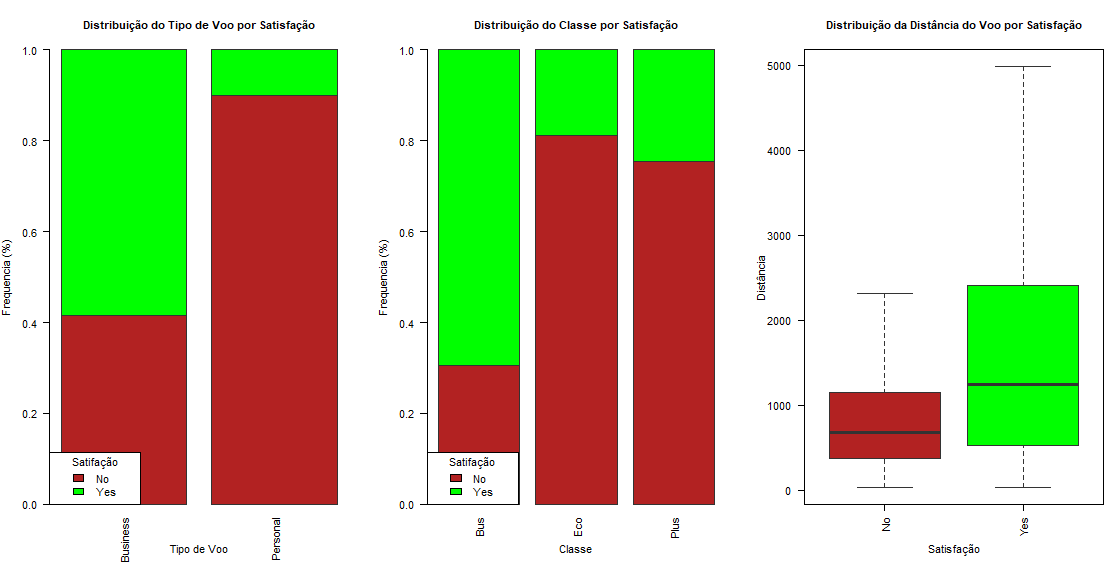 Distribuição do Tipo de Voo por Satisfação
Frequencia (%)
1.0
0.8
0.6
0.4
0.2
0.0
Satifação
No
Yes
Business
Personal
Tipo de Voo
Distribuição do Classe por Satisfação
Frequencia (%)
1.0
0.8
0.6
0.4
0.2
0.0
Satifação
No
Yes
Bus
Eco
Plus
Classe
Distribuição da Distância do Voo por Satisfação
Distância
5000
4000
3000
2000
1000
0
No
Yes
Satisfação